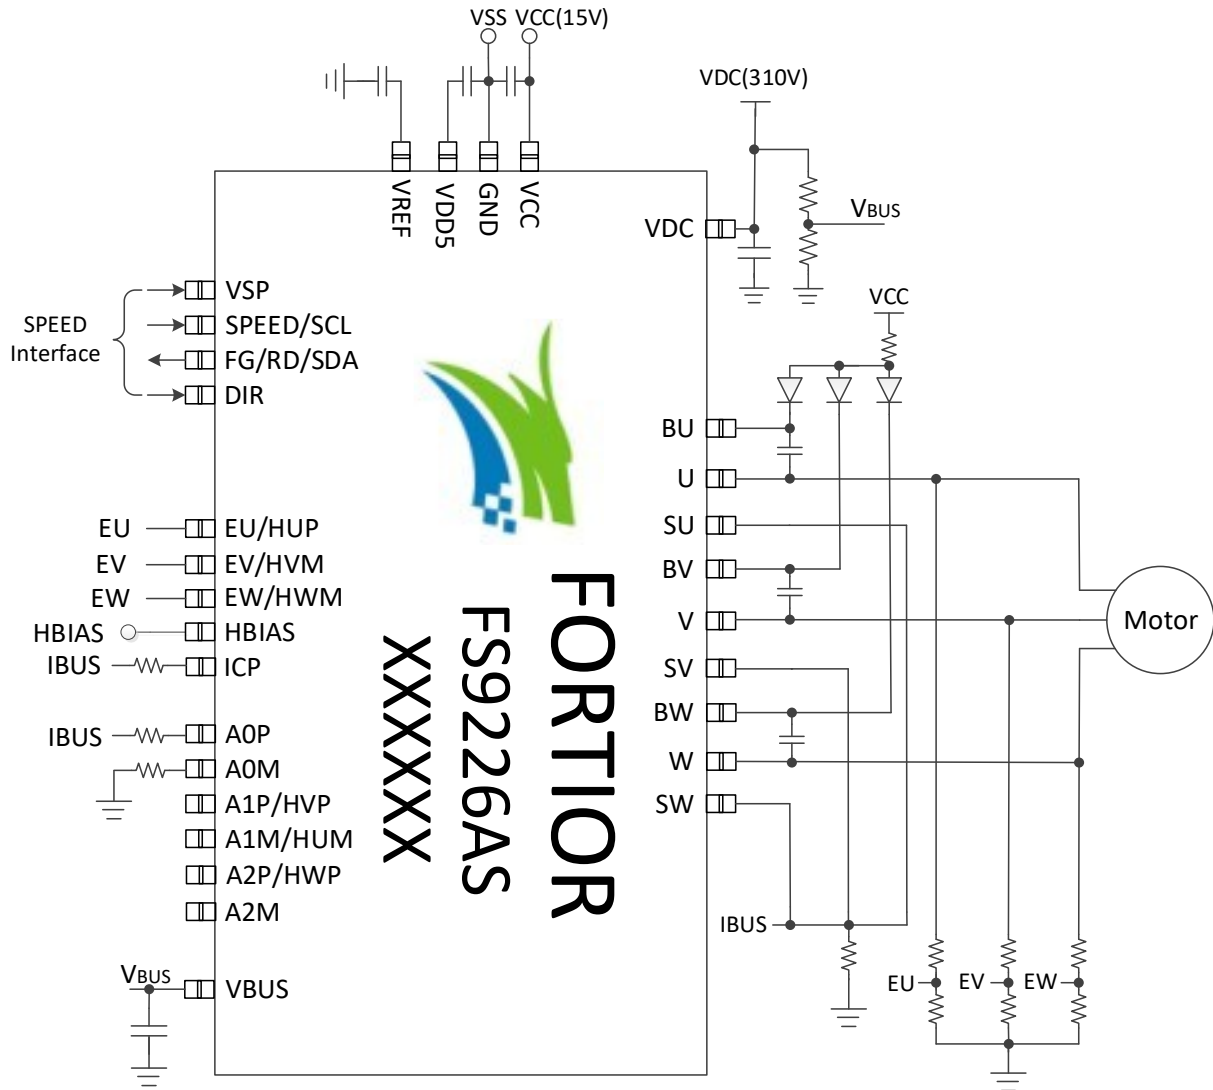 VSS VCC(15V)
VDC(310V)
VREF
VDD5
GND
VCC
VDC
VBUS
VCC
SPEED
Interface
VSP
SPEED/SCL
FG/RD/SDA
DIR
EU EU/HUP
EV EV/HVM
EW EW/HWM
HBIAS HBIAS
IBUS ICP
IBUS A0P
A0M
A1P/HVP
A1M/HUM
A2P/HWP
A2M
VBUS VBUS
FORTIOR
FS9226AS
XXXXXX
BU
U
SU
BV
V
SV
BW
W
SW
Motor
IBUS
EU EV EW